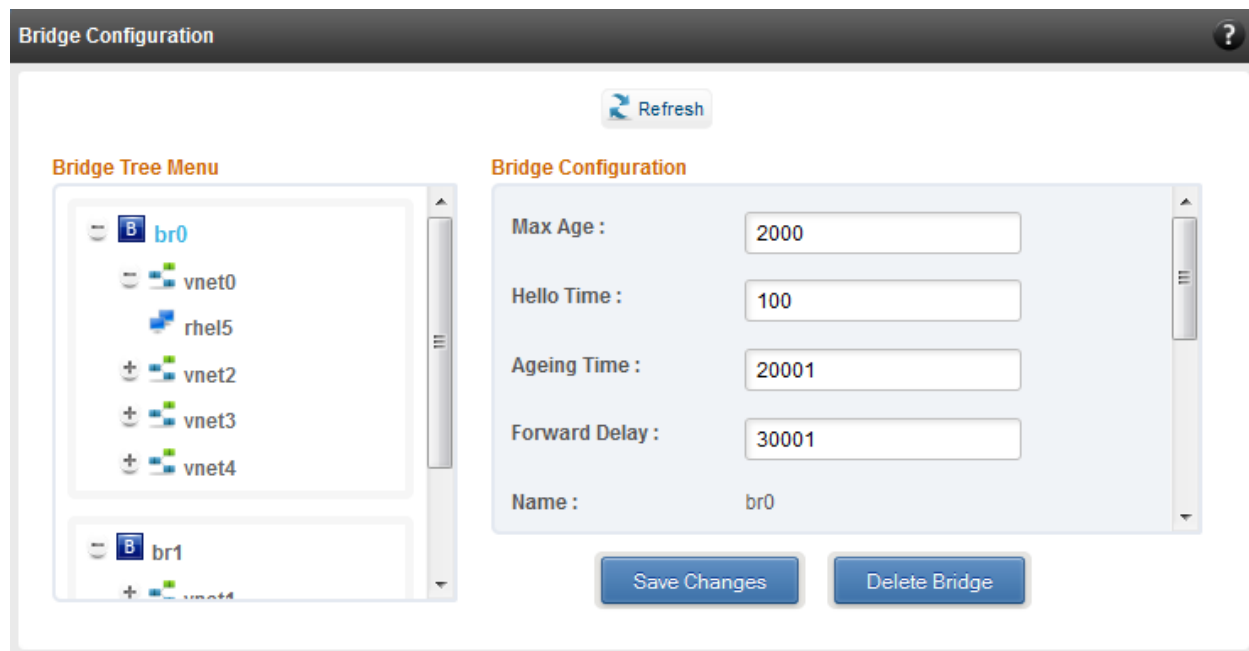 Bridge Configuration
?
Refresh
Bridge Tree Menu
B br0
vnet0
rhel5
vnet2
vnet3
vnet4
B br1
Bridge Configuration
Max Age : 2000
Hello Time : 100
Ageing Time : 20001
Forward Delay : 30001
Name : br0
Save Changes
Delete Bridge